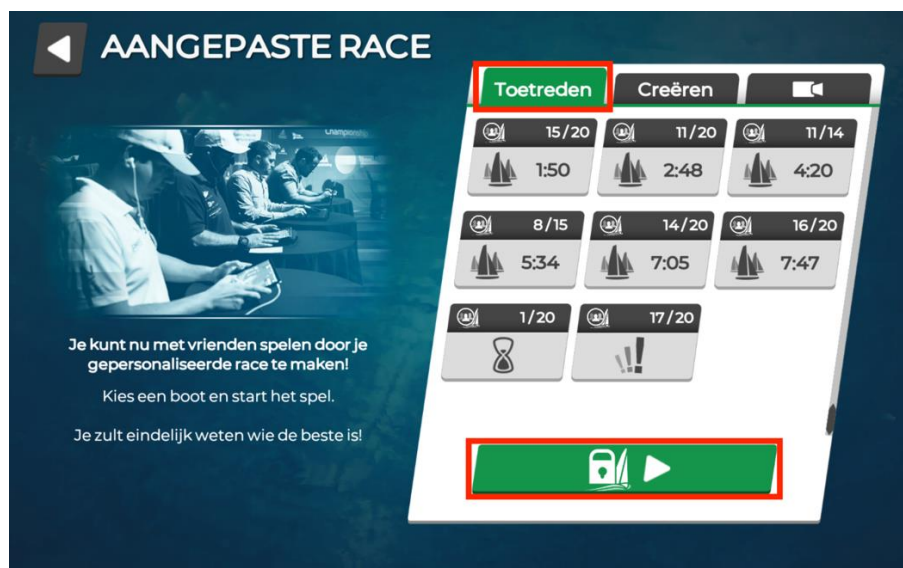 AANGEPASTE RACE
Toetreden
Creëren
15/20
11/20
11/14
1:50
2:48
4:20
8/15
14/20
16/20
5:34
7:05
7:47
1/20
17/20
!!!
Championship
Je kunt nu met vrienden spelen door je
gepersonaliseerde race te maken!
Kies een boot en start het spel.
Je zult eindelijk weten wie de beste is!